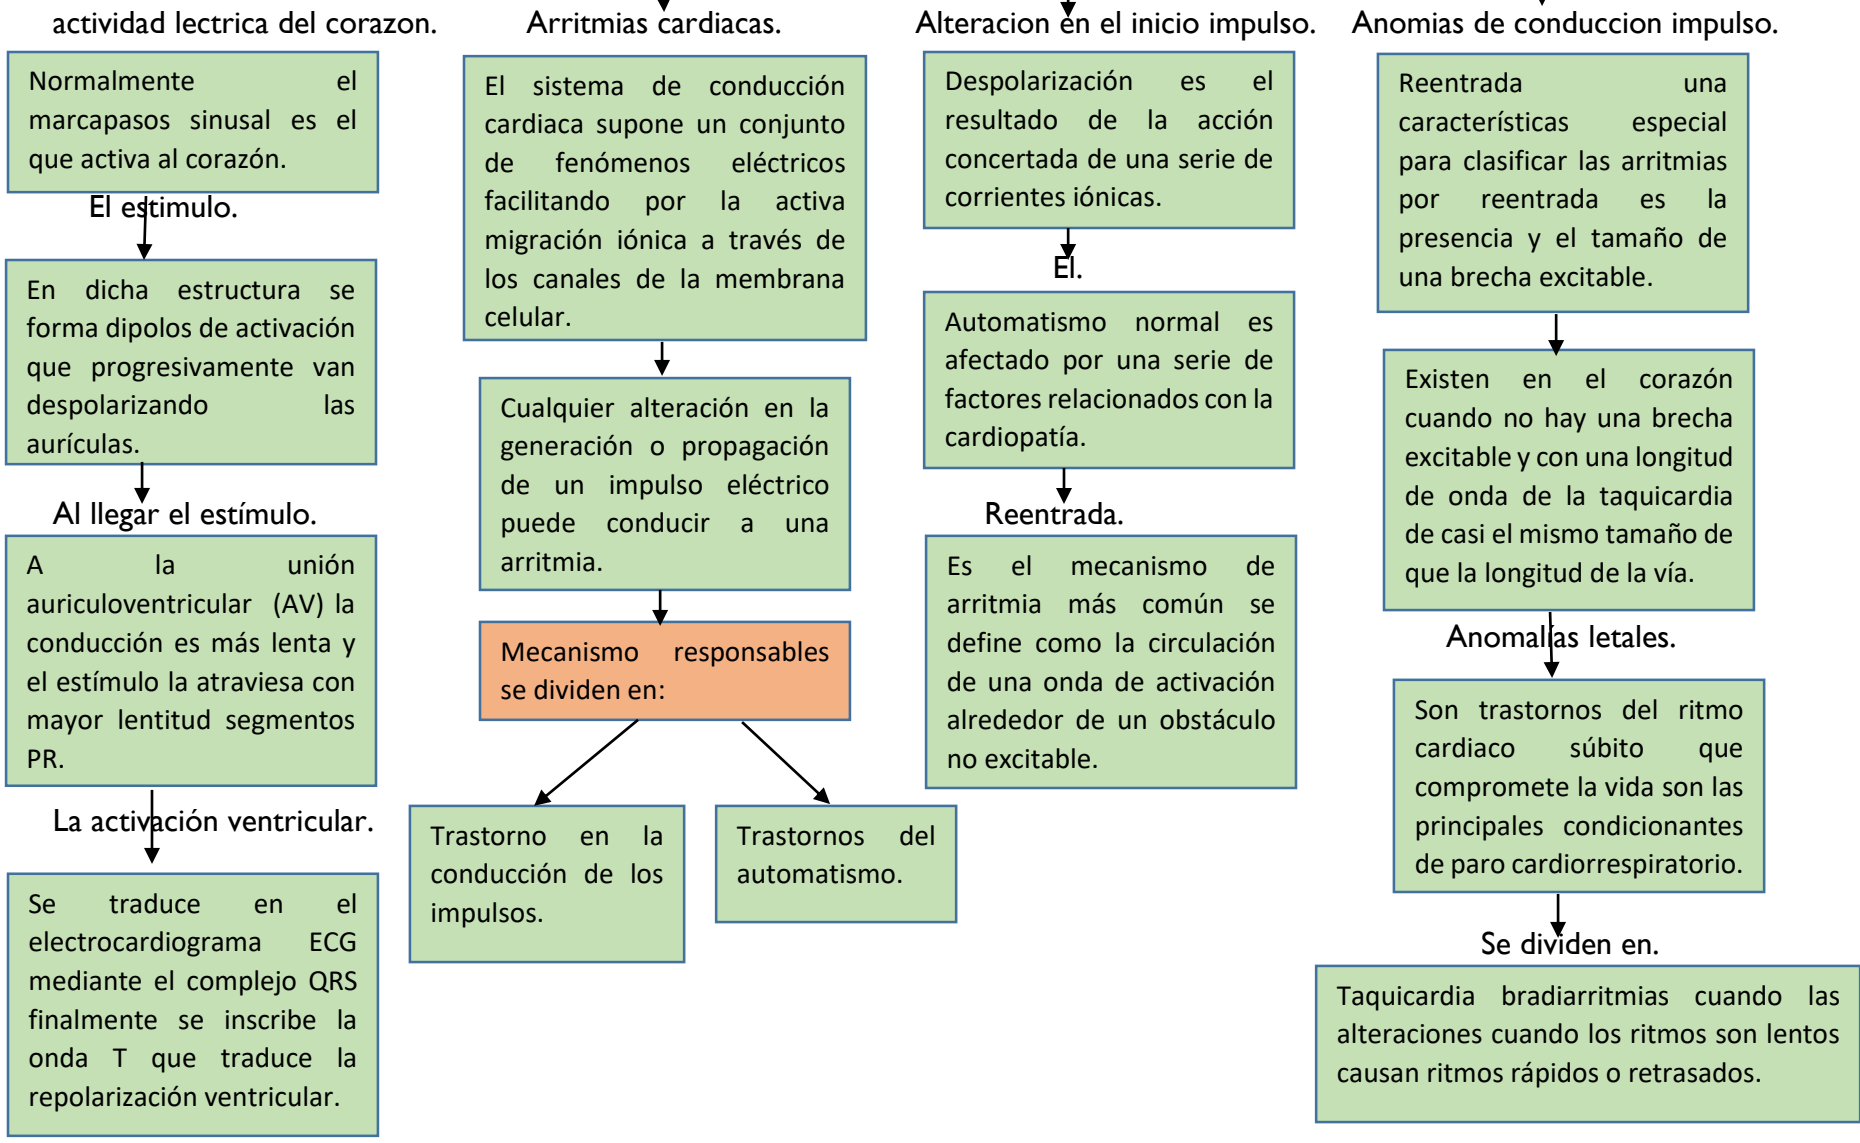 actividad lectrica del corazon.
Normalmente el
marcapasos sinusal es el
que activa al corazón.
El estimulo.
En dicha estructura se
forma dipolos de activación
que progresivamente van
despolarizando las
aurículas.
Al llegar el estímulo.
A la unión
auriculoventricular (AV) la
conducción es más lenta y
el estímulo la atraviesa con
mayor lentitud segmentos
PR.
La activación ventricular.
Se traduce en el
electrocardiograma ECG
mediante el complejo QRS
finalmente se inscribe la
onda T que traduce la
repolarización ventricular.
Arritmias cardiacas.
El sistema de conducción
cardiaca supone un conjunto
de fenómenos eléctricos
facilitando por la activa
migración iónica a través de
los canales de la membrana
celular.
Cualquier alteración en la
generación o propagación
de un impulso eléctrico
puede conducir a una
arritmia.
Mecanismo responsables
se dividen en:
Trastorno en la
conducción de los
impulsos.
Trastornos del
automatismo.
Alteracion en el inicio impulso.
Despolarización es el
resultado de la acción
concertada de una serie de
corrientes iónicas.
El.
Automatismo normal es
afectado por una serie de
factores relacionados con la
cardiopatía.
Reentrada.
Es el mecanismo de
arritmia más común se
define como la circulación
de una onda de activación
alrededor de un obstáculo
no excitable.
Anomias de conduccion impulso.
Reentrada una
características especial
para clasificar las arritmias
por reentrada es la
presencia y el tamaño de
una brecha excitable.
Existen en el corazón
cuando no hay una brecha
excitable y con una longitud
de onda de la taquicardia
de casi el mismo tamaño de
que la longitud de la vía.
Anomalías letales.
Son trastornos del ritmo
cardiaco súbito que
compromete la vida son las
principales condicionantes
de paro cardiorrespiratorio.
Se dividen en.
Taquicardia bradiarritmias cuando las
alteraciones cuando los ritmos son lentos
causan ritmos rápidos o retrasados.